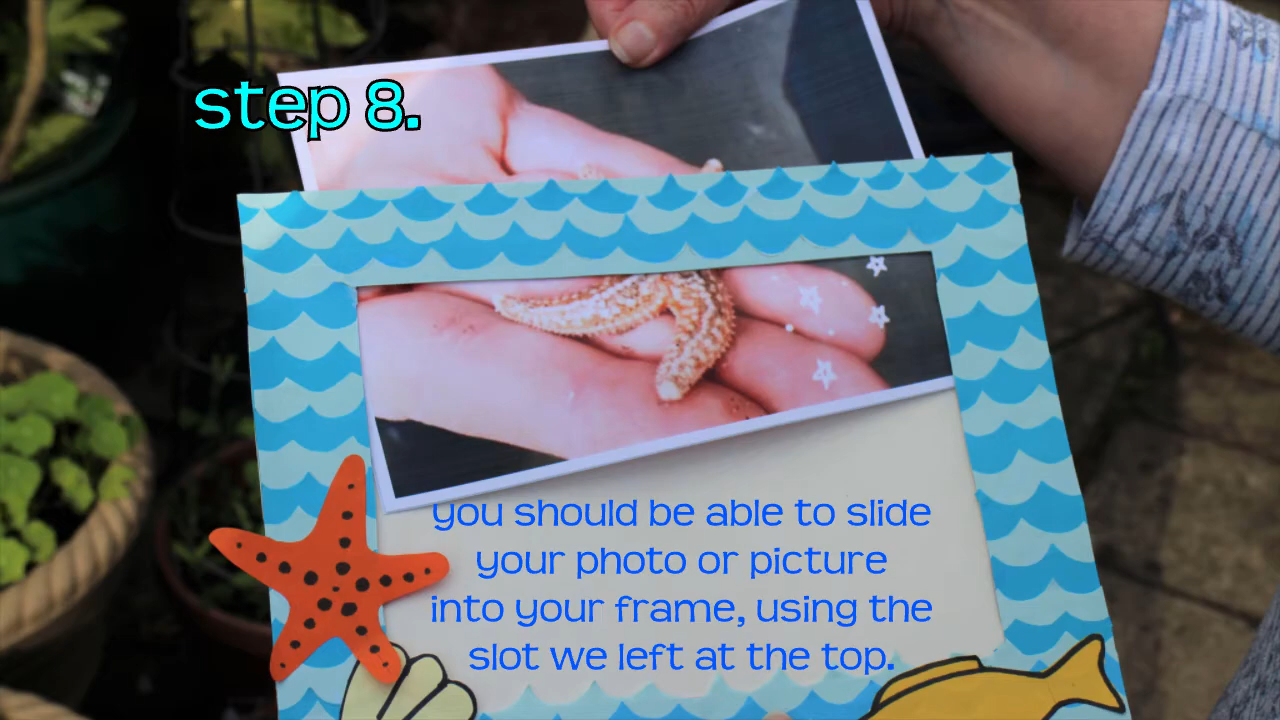 step 8.
you should be able to slide
your photo or picture
into your frame, using the
slot we left at the top.